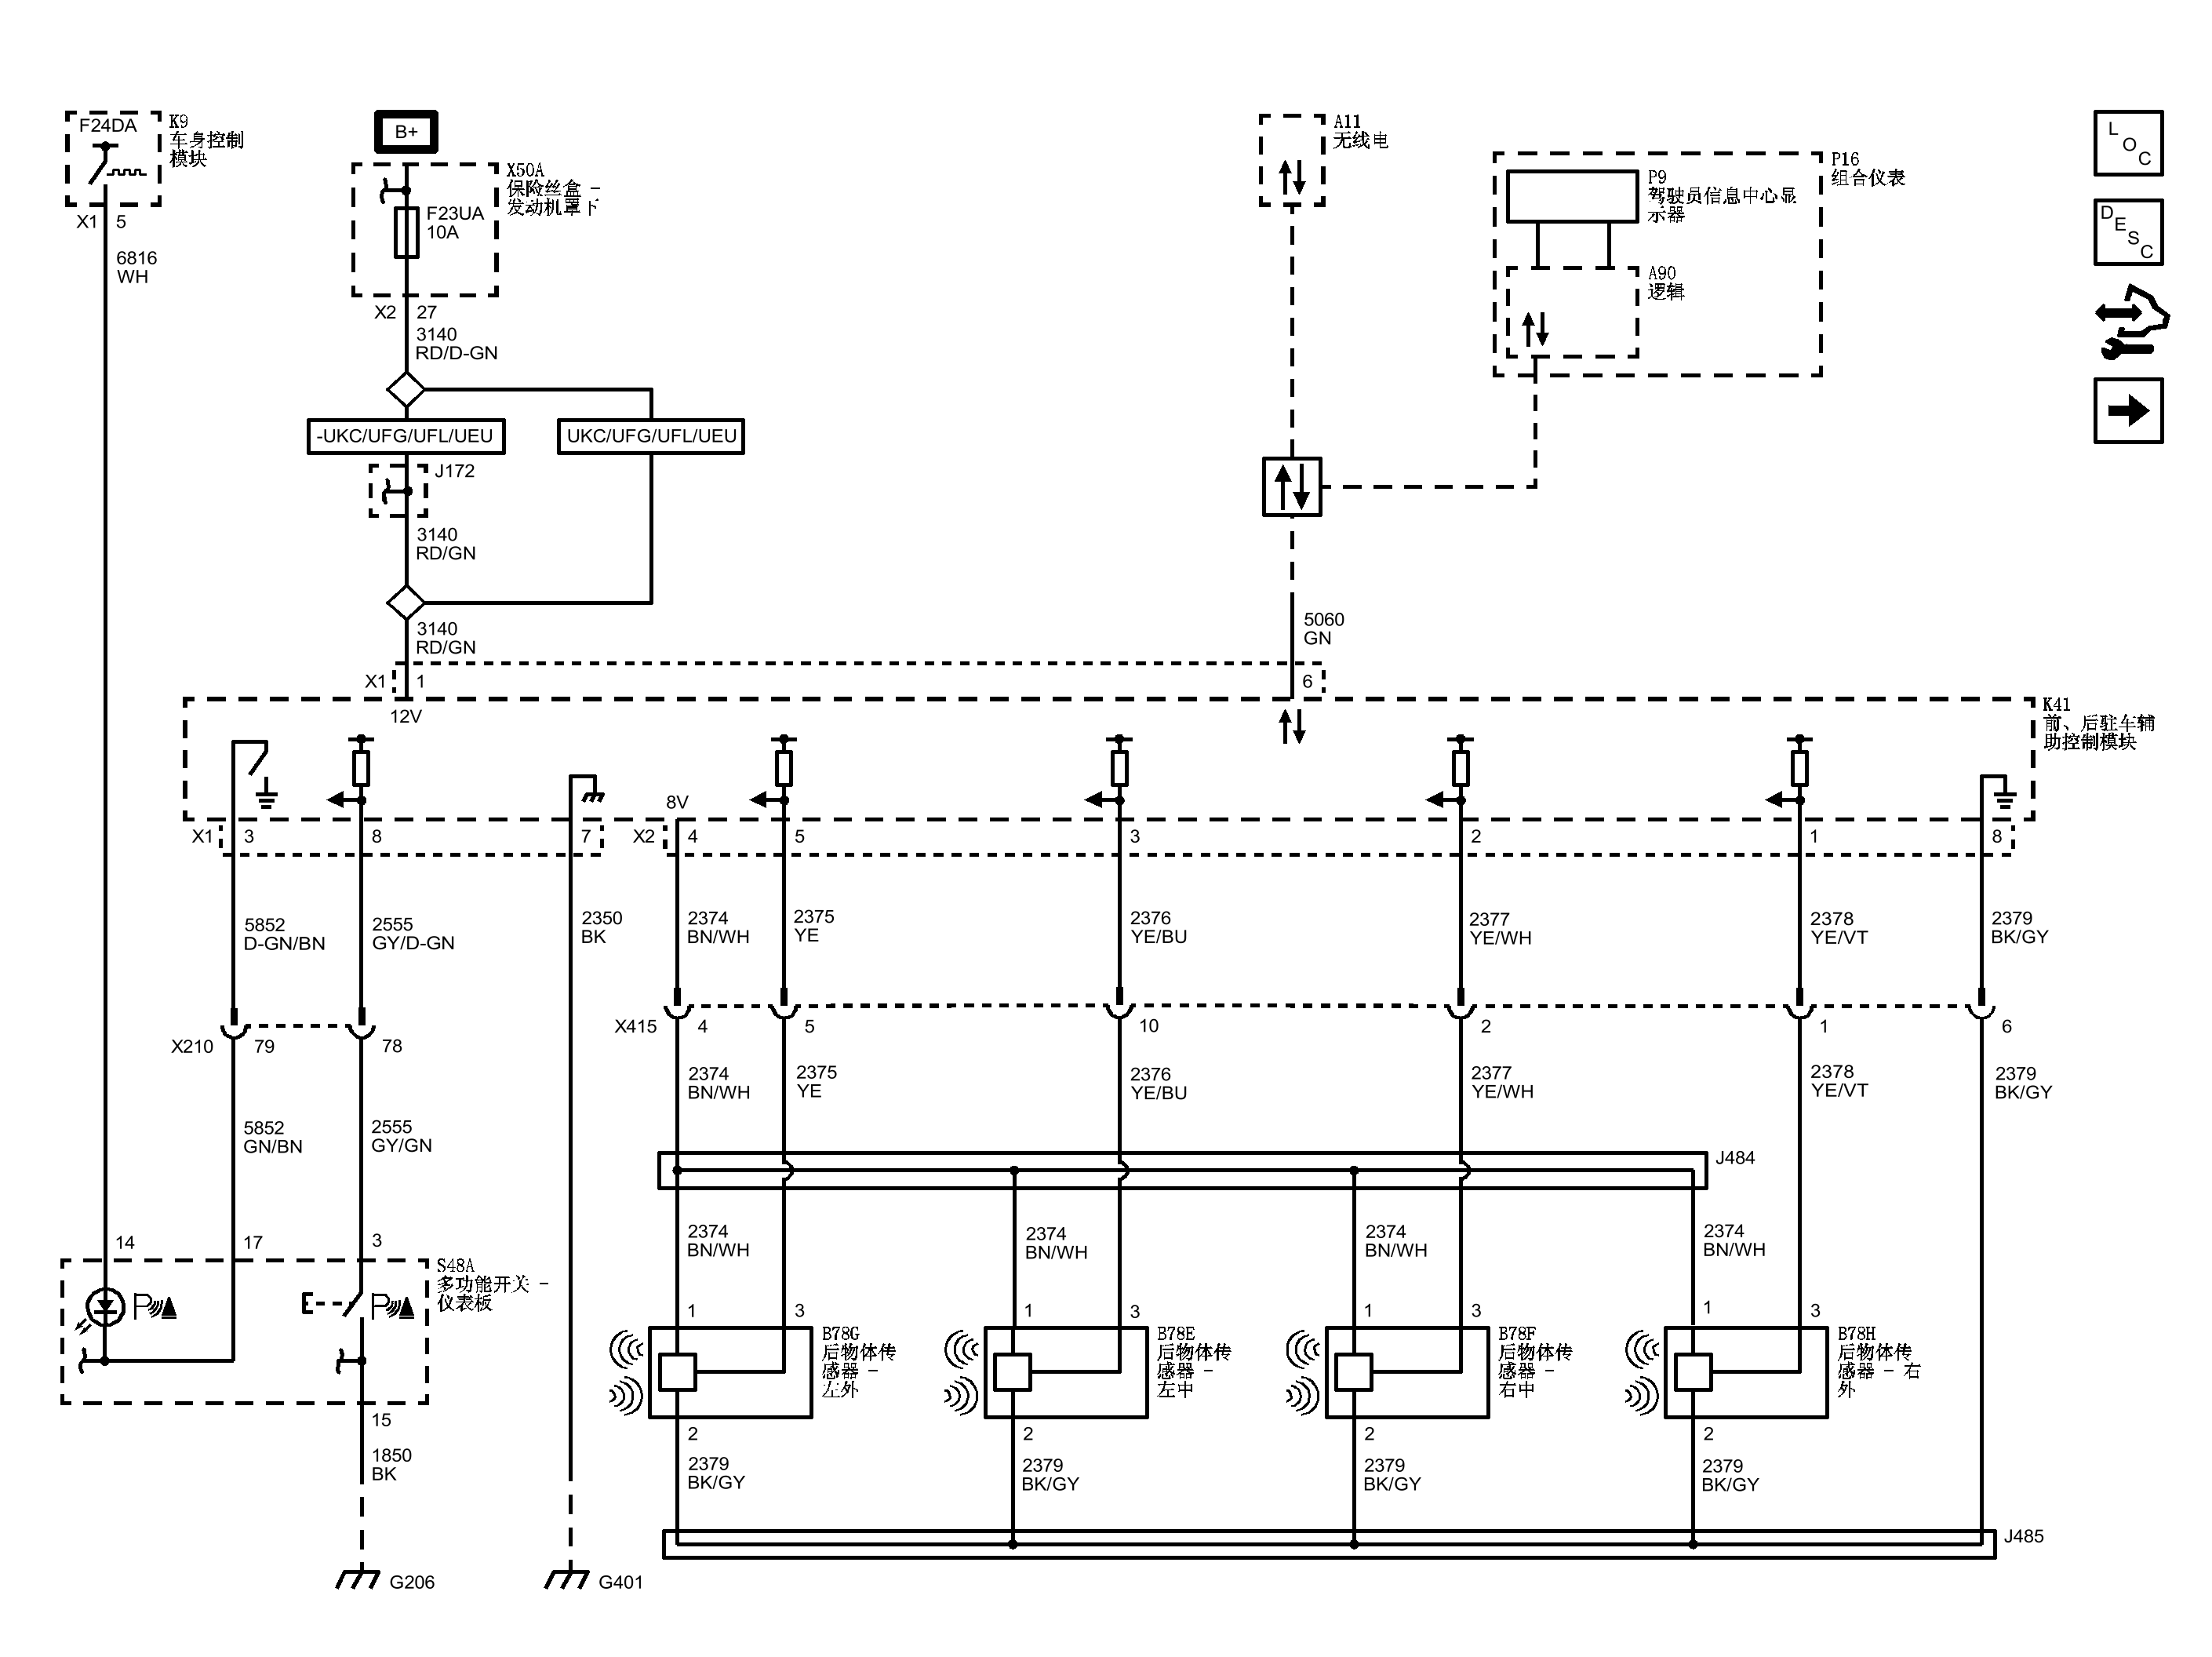 F24DA
K9
车身控制
模块
X1 5
6816
WH
B+
X50A
保险丝盒 -
发动机罩下
F23UA
10A
X2 27
3140
RD/D-GN
-UKC/UFG/UFL/UEU
UKC/UFG/UFL/UEU
J172
3140
RD/GN
3140
RD/GN
A11
无线电
P16
组合仪表
P9
驾驶员信息中心显
示器
A90
逻辑
LOC
DESC
5060
GN
X1 1
6
12V
K41
前、后驻车辅
助控制模块
8V
X1 3 8 7 X2 4 5 3 2 1 8
5852
D-GN/BN
2555
GY/D-GN
2350
BK
2374
BN/WH
2375
YE
2376
YE/BU
2377
YE/WH
2378
YE/VT
2379
BK/GY
X210 79 78
X415 4 5 10 2 1 6
5852
GN/BN
2555
GY/GN
2374
BN/WH
2375
YE
2376
YE/BU
2377
YE/WH
2378
YE/VT
2379
BK/GY
J484
2374
BN/WH
2374
BN/WH
2374
BN/WH
2374
BN/WH
14 17 3
S48A
多功能开关 -
仪表板
P
P
1 3
B78G
后物体传
感器 -
左外
1 3
B78E
后物体传
感器 -
左中
1 3
B78F
后物体传
感器 -
右中
1 3
B78H
后物体传
感器 - 右
外
15
1850
BK
2
2379
BK/GY
2
2379
BK/GY
2
2379
BK/GY
2
2379
BK/GY
J485
G206
G401